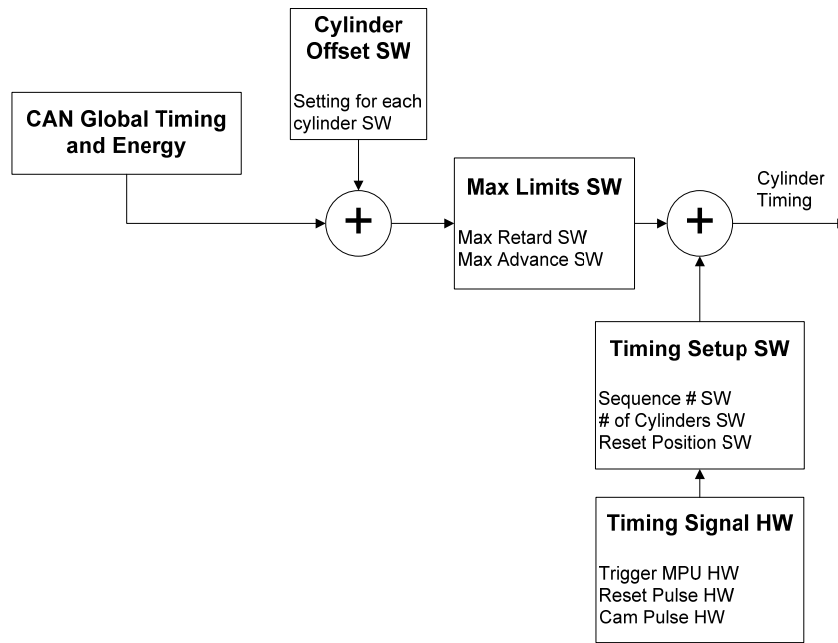 Cylinder
Offset SW
Setting for each
cylinder SW
CAN Global Timing
and Energy
+
Max Limits SW
Max Retard SW
Max Advance SW
+
Cylinder
Timing
Timing Setup SW
Sequence # SW
# of Cylinders SW
Reset Position SW
Timing Signal HW
Trigger MPU HW
Reset Pulse HW
Cam Pulse HW